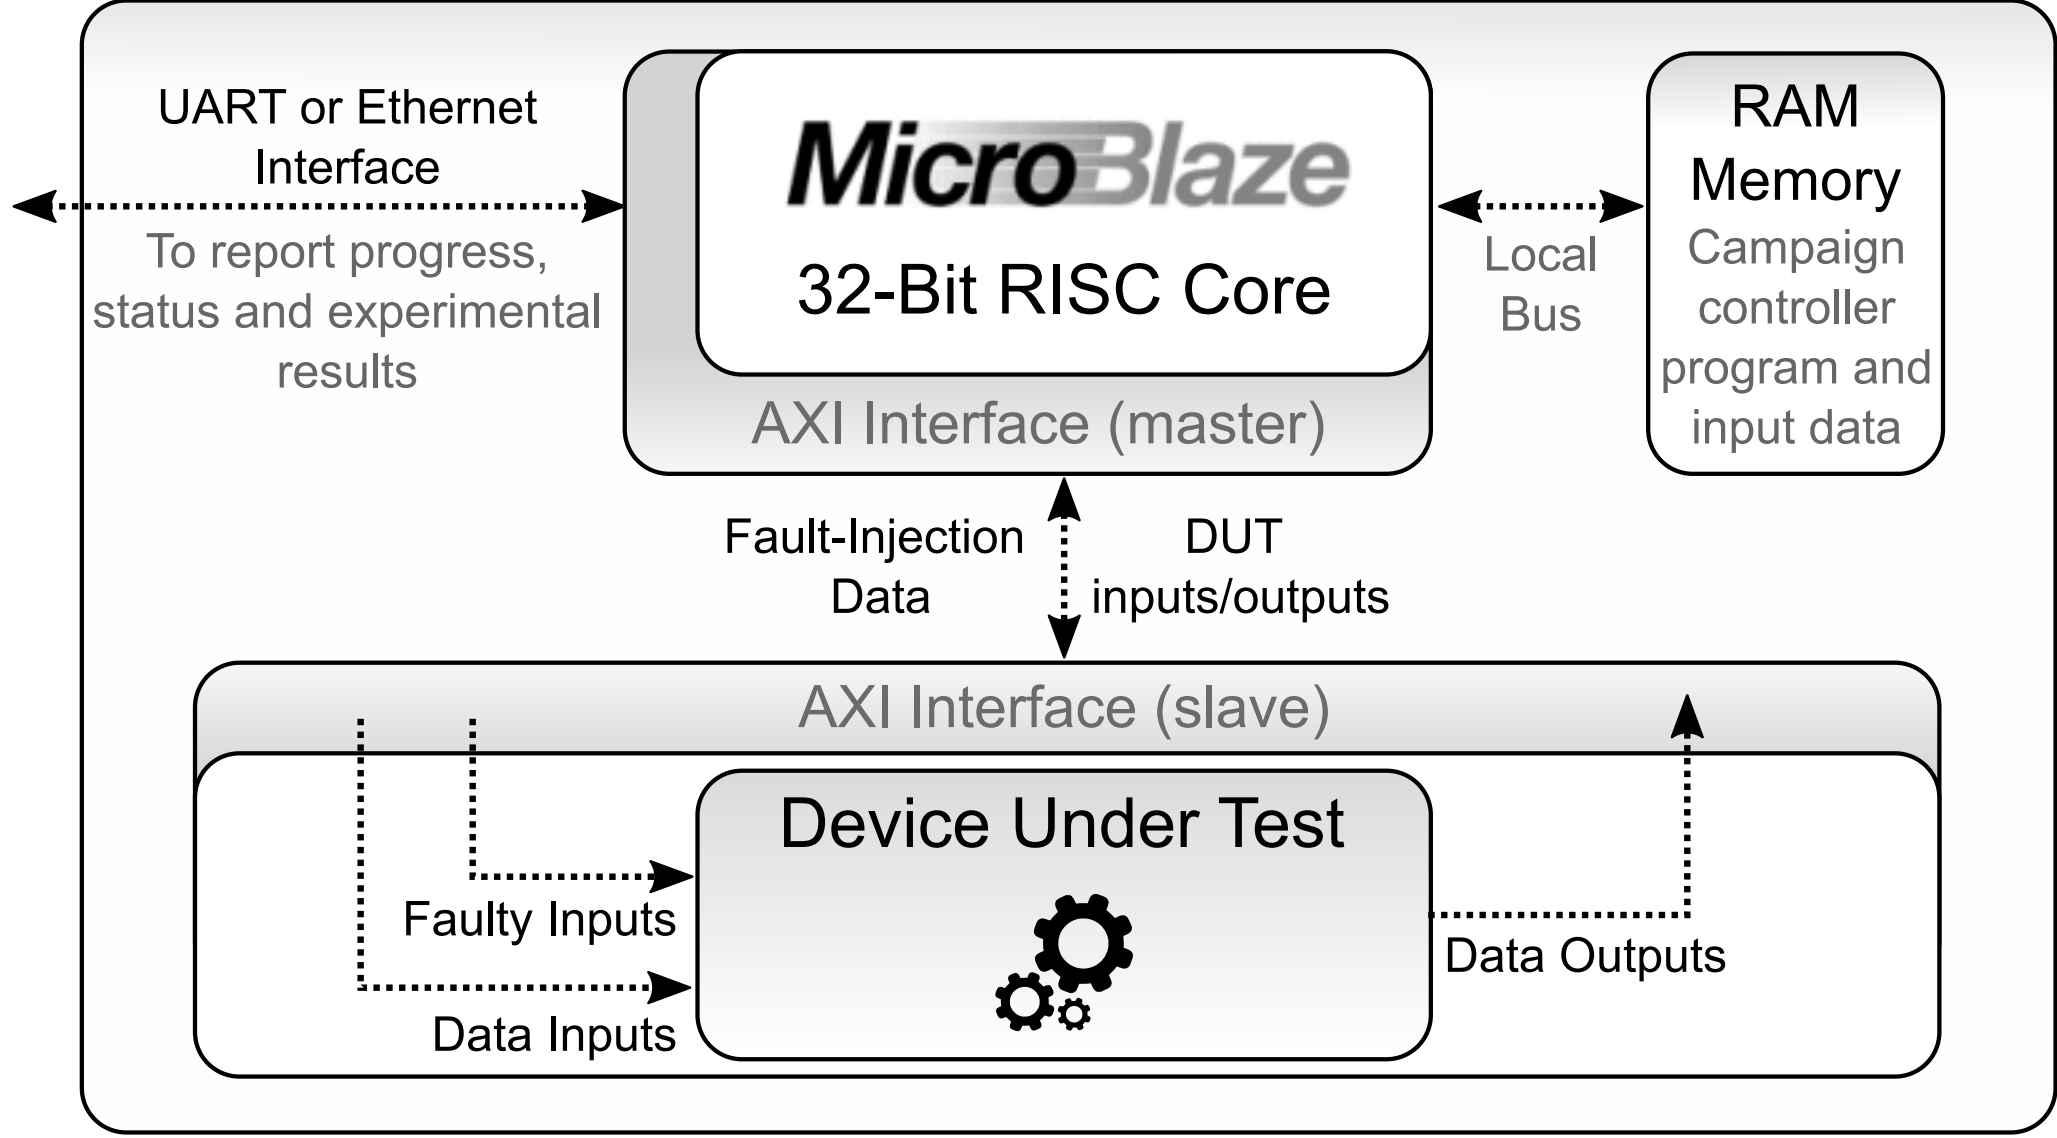 UART or Ethernet
Interface
To report progress,
status and experimental
results
MicroBlaze
32-Bit RISC Core
AXI Interface (master)
Local
Bus
RAM
Memory
Campaign
controller
program and
input data
Fault-Injection
Data
DUT
inputs/outputs
AXI Interface (slave)
Device Under Test
Faulty Inputs
Data Inputs
Data Outputs